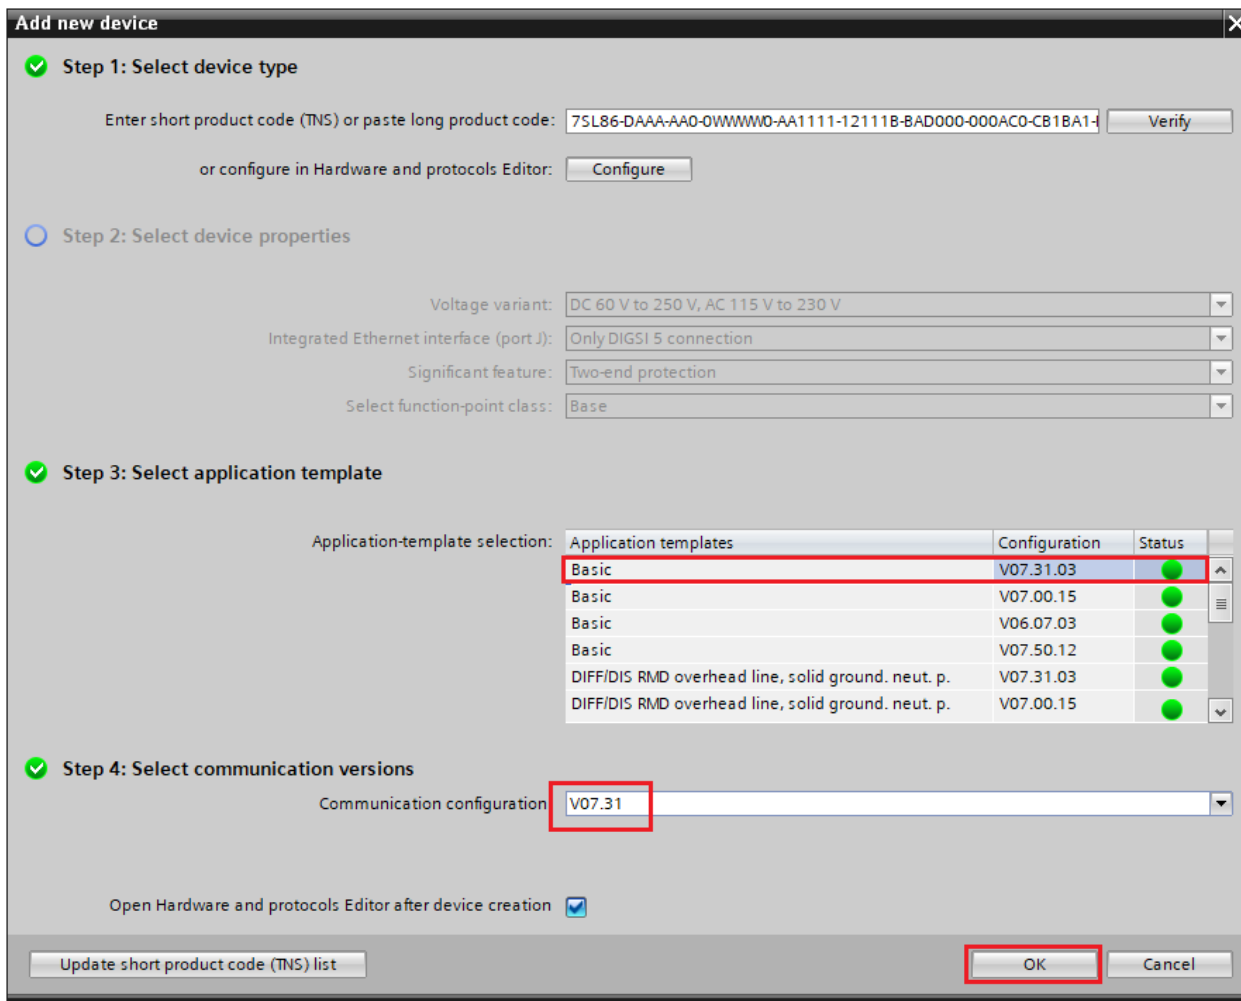 Add new device
Step 1: Select device type
Enter short product code (TNS) or paste long product code: 7SL86-DAAA-AA0-0WWWW0-AA1111-12111B-BAD000-000AC0-CB1BA1- Verify
or configure in Hardware and protocols Editor: Configure
Step 2: Select device properties
Voltage variant: DC 60 V to 250 V, AC 115 V to 230 V
Integrated Ethernet interface (port J): Only DIGSI 5 connection
Significant feature: Two-end protection
Select function-point class: Base
Step 3: Select application template
Application-template selection: Application templates Configuration Status
Basic V07.31.03
Basic V07.00.15
Basic V06.07.03
Basic V07.50.12
DIFF/DIS RMD overhead line, solid ground. neut. p. V07.31.03
DIFF/DIS RMD overhead line, solid ground. neut. p. V07.00.15
Step 4: Select communication versions
Communication configuration V07.31
Open Hardware and protocols Editor after device creation
Update short product code (TNS) list OK Cancel